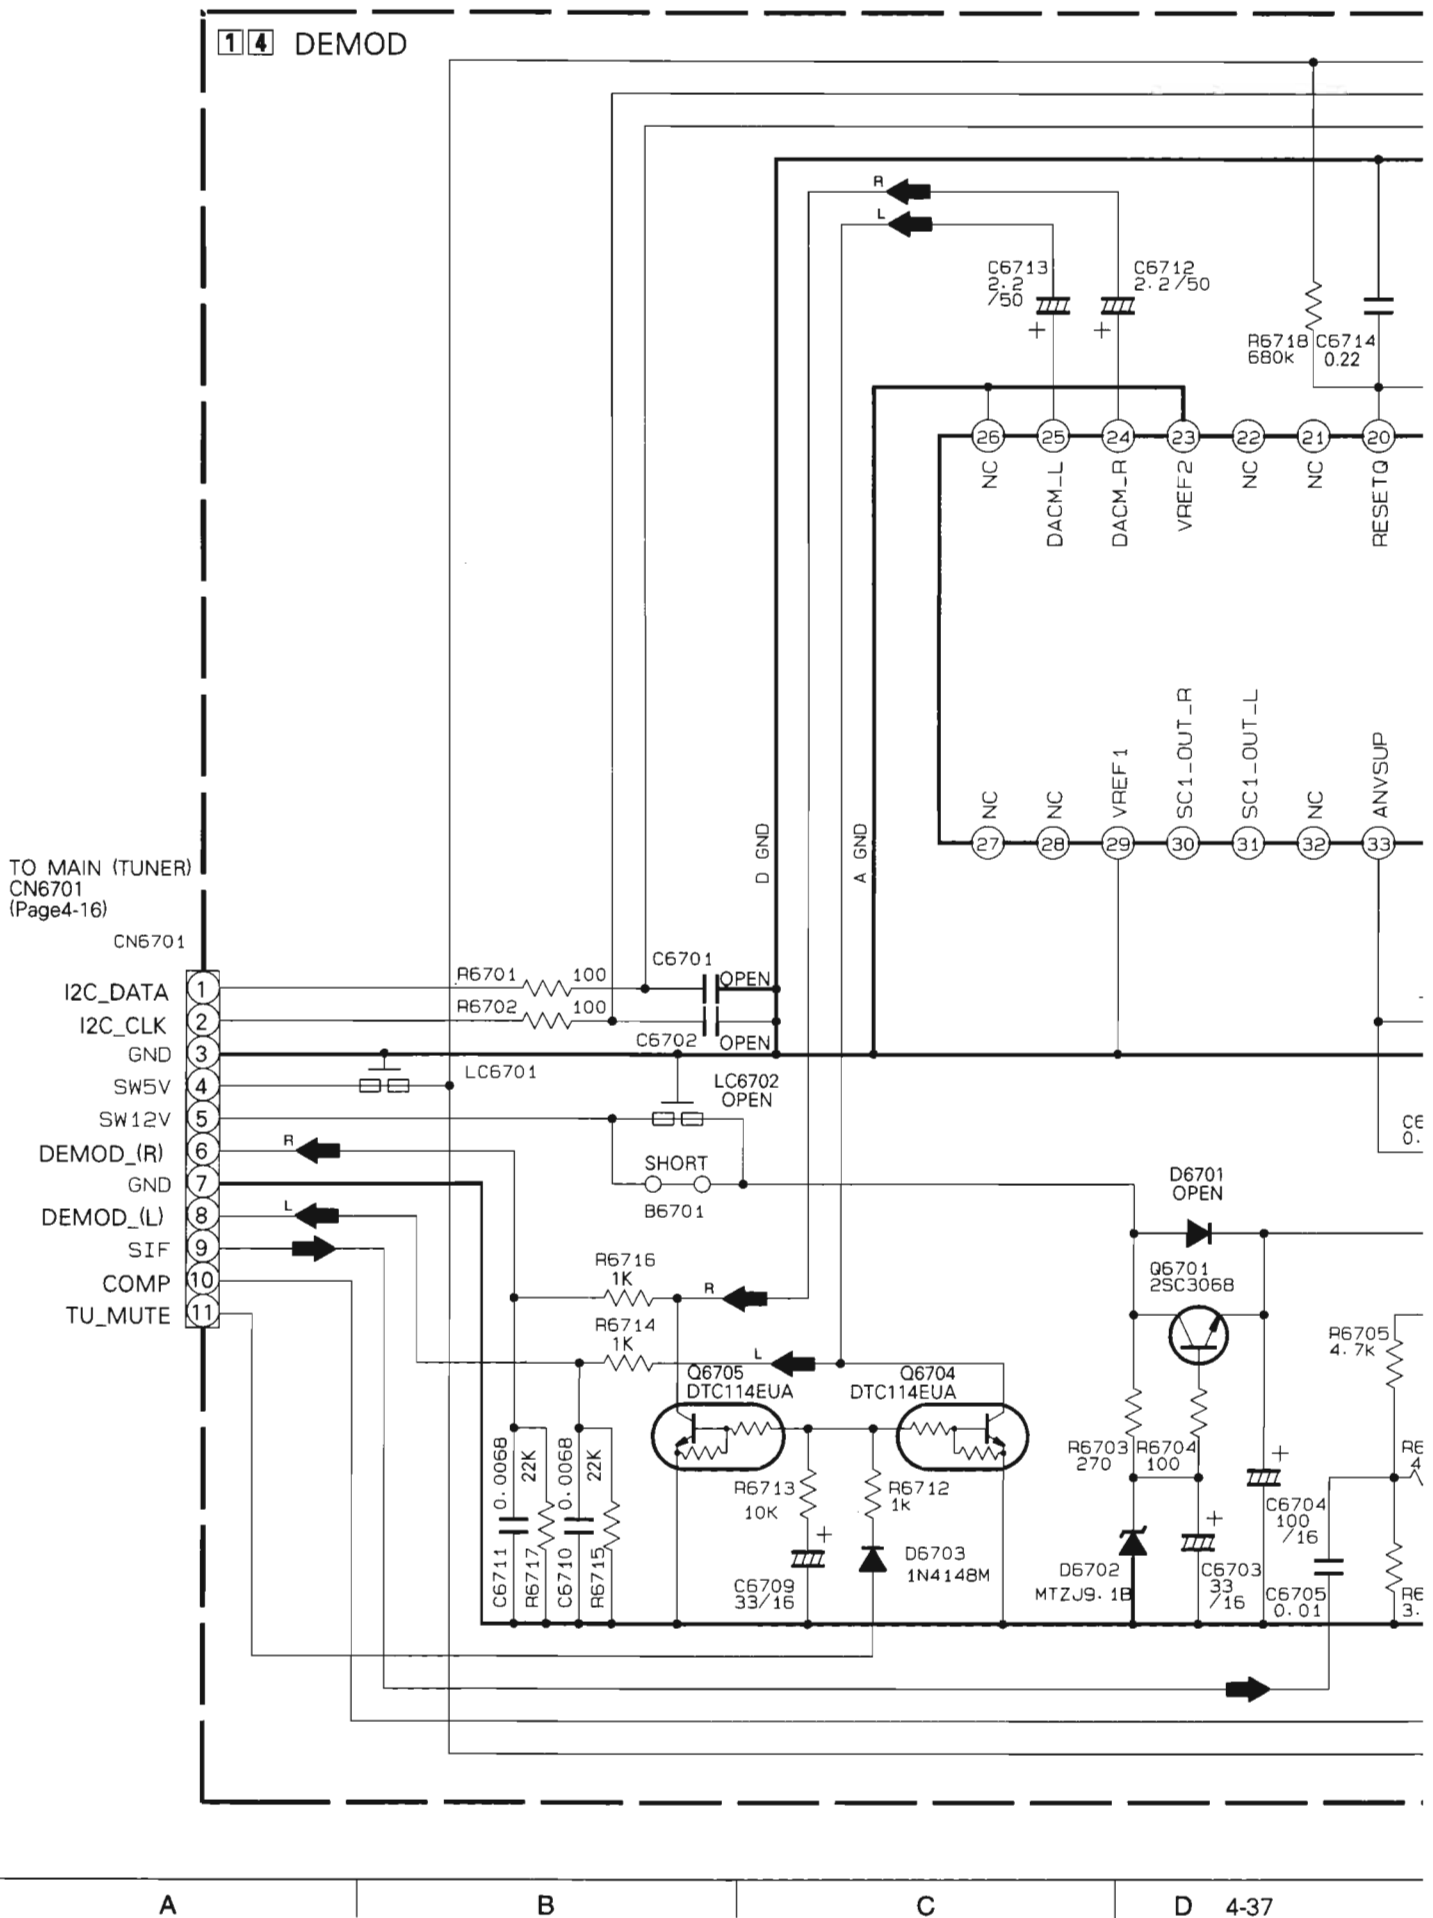 14 DEMOD
R
L
C6713
2.2
/50
C6712
2.2/50
+
+
R6718
680k
C6714
0.22
26
25
24
23
22
21
20
NC
DACM_L
DACM_R
VREF2
NC
NC
RESETQ
NC
NC
VREF1
SC1_OUT_R
SC1_OUT_L
NC
ANVSUP
27
28
29
30
31
32
33
D GND
A GND
TO MAIN (TUNER)
CN6701
(Page4-16)
CN6701
I2C_DATA 1
I2C_CLK 2
GND 3
SW5V 4
SW12V 5
DEMOD_(R) 6
GND 7
DEMOD_(L) 8
SIF 9
COMP 10
TU_MUTE 11
R6701 100
R6702 100
C6701
OPEN
C6702
OPEN
LC6701
LC6702
OPEN
R
L
SHORT
B6701
D6701
OPEN
Q6701
2SC3068
R6716
1K
R
R6714
1K
L
Q6705
DTC114EUA
Q6704
DTC114EUA
R6705
4.7K
C6711 0.0068
R6717 22K
C6710 0.0068
R6715 22K
R6713
10K
R6712
1k
+
C6709
33/16
D6703
1N4148M
R6703
270
R6704
100
D6702
MTZJ9.1B
+
C6703
33
/16
+
C6704
100
/16
C6705
0.01
A
B
C
D
4-37